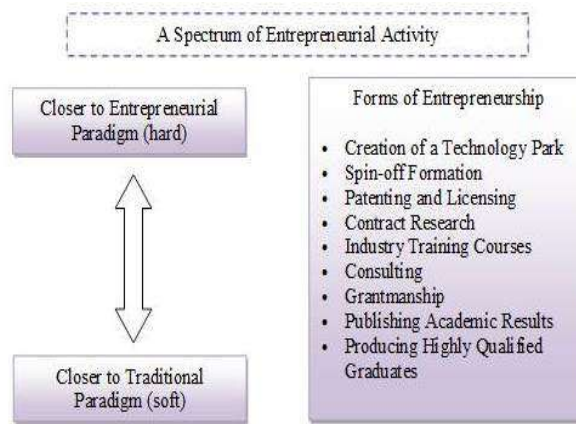 A Spectrum of Entrepreneurial Activity
Closer to Entrepreneurial
Paradigm (hard)
Closer to Traditional
Paradigm (soft)
Forms of Entrepreneurship
• Creation of a Technology Park
• Spin-off Formation
• Patenting and Licensing
• Contract Research
• Industry Training Courses
• Consulting
• Grantmanship
• Publishing Academic Results
• Producing Highly Qualified
Graduates